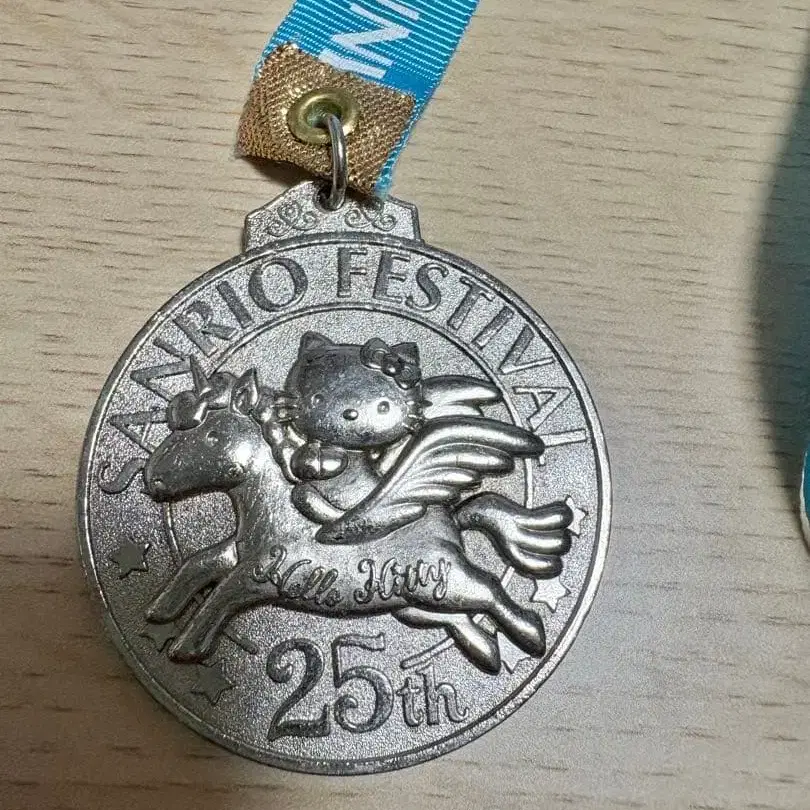 SANRIO FESTIVAL
Hello Kitty
25th